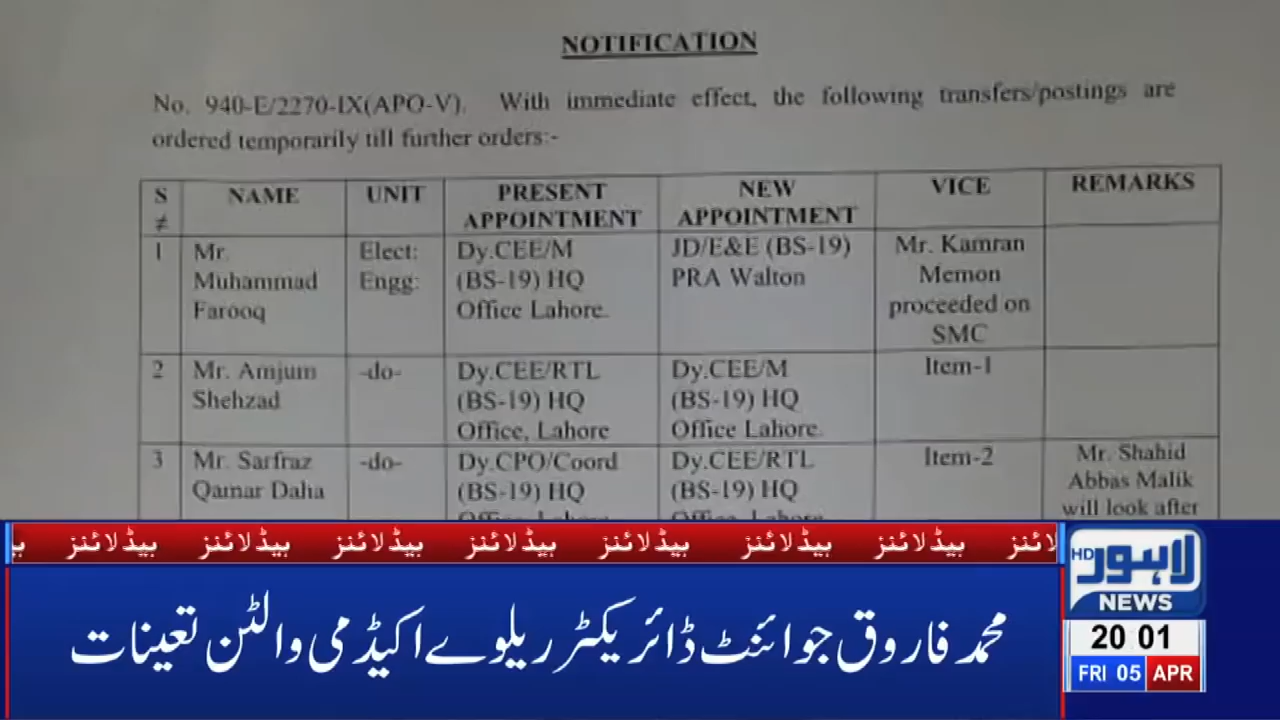 NOTIFICATION
No. 940-E/2270-IX(APO-V). With immediate effect, the following transfers/postings are
ordered temporarily till further orders:-
S ≠ NAME UNIT PRESENT APPOINTMENT NEW APPOINTMENT VICE REMARKS
1 Mr. Elect: Dy.CEE/M JD/E&E (BS-19) Mr. Kamran
Muhammad Engg: (BS-19) HQ PRA Walton Memon
Farooq Office Lahore. proceeded on
SMC
2 Mr. Amjum -do- Dy.CEE/RTL Dy.CEE/M Item-1
Shehzad (BS-19) HQ (BS-19) HQ
Office, Lahore Office Lahore.
3 Mr. Sarfraz -do- Dy.CPO/Coord Dy.CEE/RTL Item-2 Mr. Shahid
Qamar Daha (BS-19) HQ (BS-19) HQ Abbas Malik
will look after
ہیڈلائنز ہیڈلائنز ہیڈلائنز ہیڈلائنز ہیڈلائنز ہیڈلائنز ہیڈلائنز
محمد فاروق جوائنٹ ڈائریکٹر ریلوے اکیڈمی والٹن تعینات
HD لاہور
NEWS
20 01
FRI 05 APR